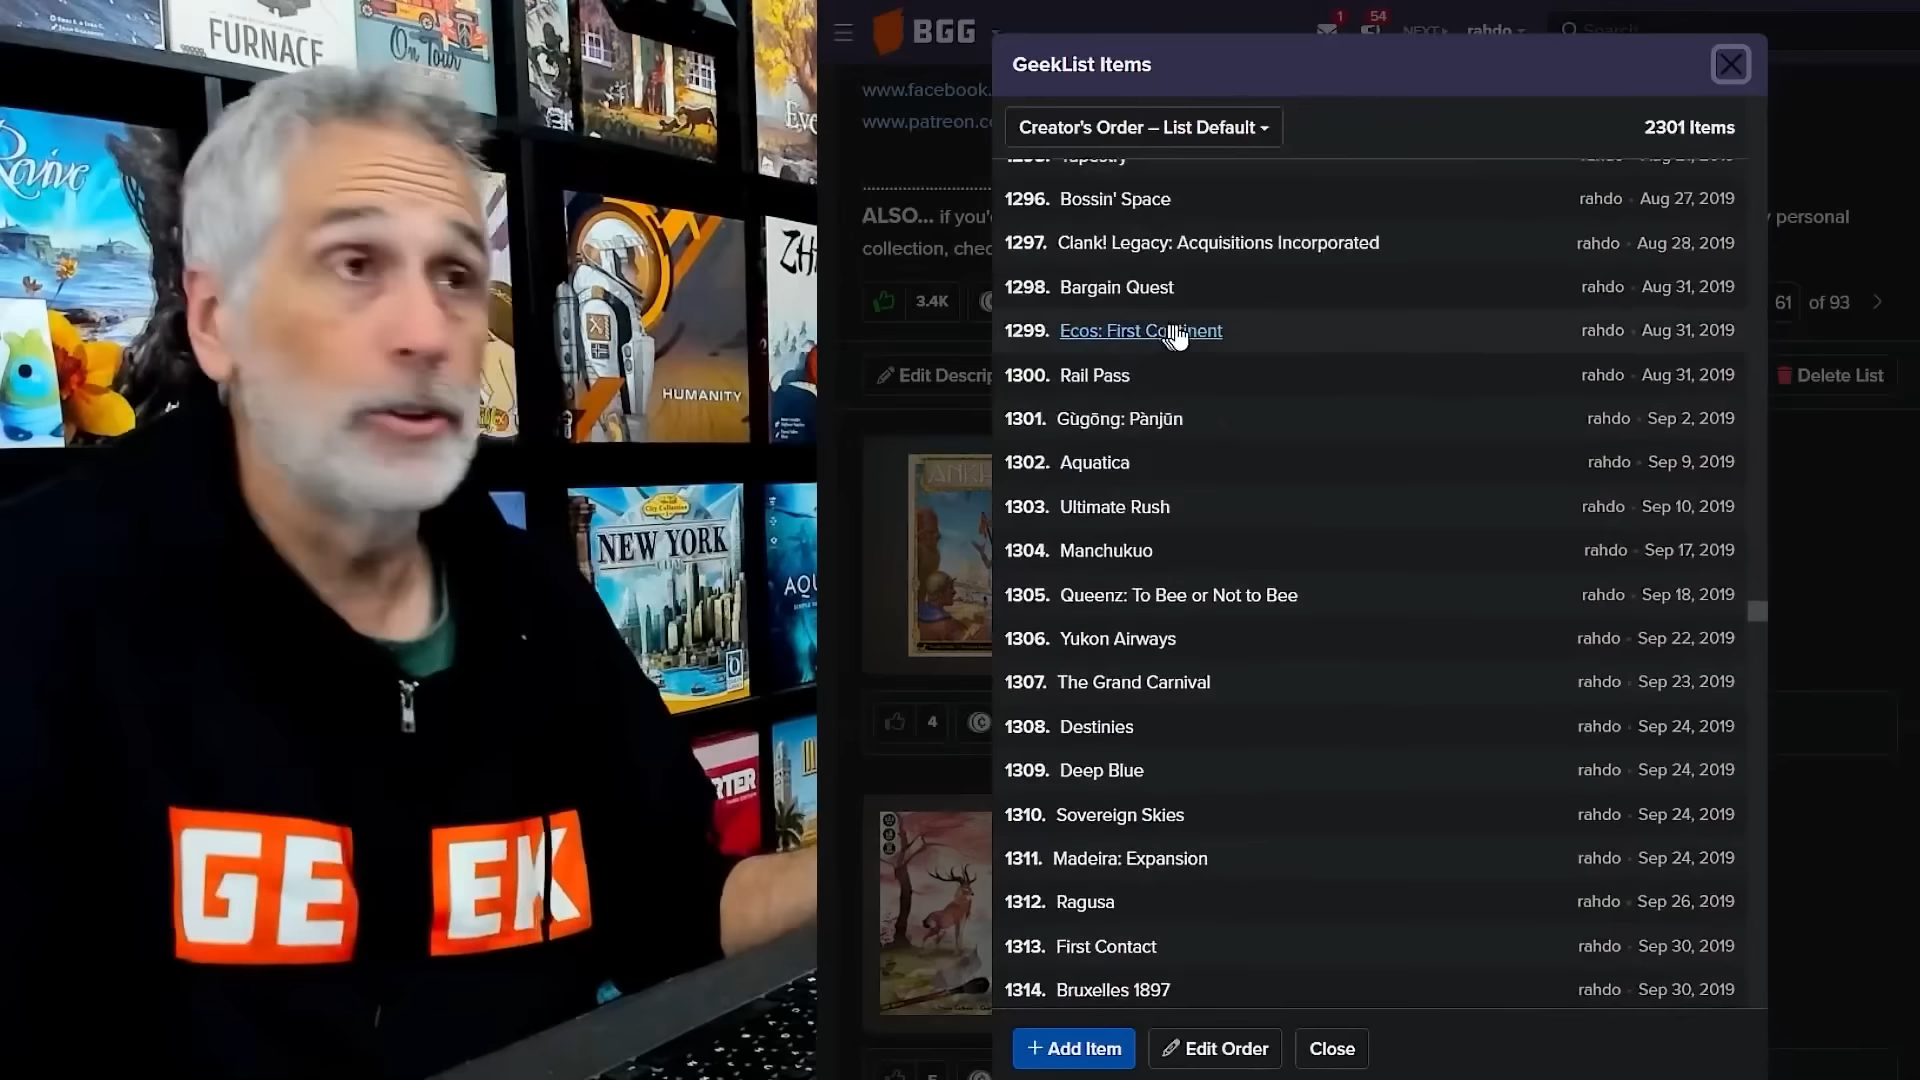 FURNACE
On Tour
Revive
HUMANITY
City Collection
NEW YORK
CITY
GE EK
BGG
1
54
NEXT
rahdo
Search
www.facebook.
www.patreon.c
ALSO... if you'
personal
collection, chec
3.4K
61 of 93
Edit Descrip
Delete List
4
GeekList Items
Creator's Order – List Default
2301 Items
1296. Bossin' Space rahdo · Aug 27, 2019
1297. Clank! Legacy: Acquisitions Incorporated rahdo · Aug 28, 2019
1298. Bargain Quest rahdo · Aug 31, 2019
1299. Ecos: First Continent rahdo · Aug 31, 2019
1300. Rail Pass rahdo · Aug 31, 2019
1301. Gùgōng: Pànjūn rahdo · Sep 2, 2019
1302. Aquatica rahdo · Sep 9, 2019
1303. Ultimate Rush rahdo · Sep 10, 2019
1304. Manchukuo rahdo · Sep 17, 2019
1305. Queenz: To Bee or Not to Bee rahdo · Sep 18, 2019
1306. Yukon Airways rahdo · Sep 22, 2019
1307. The Grand Carnival rahdo · Sep 23, 2019
1308. Destinies rahdo · Sep 24, 2019
1309. Deep Blue rahdo · Sep 24, 2019
1310. Sovereign Skies rahdo · Sep 24, 2019
1311. Madeira: Expansion rahdo · Sep 24, 2019
1312. Ragusa rahdo · Sep 26, 2019
1313. First Contact rahdo · Sep 30, 2019
1314. Bruxelles 1897 rahdo · Sep 30, 2019
+ Add Item
Edit Order
Close